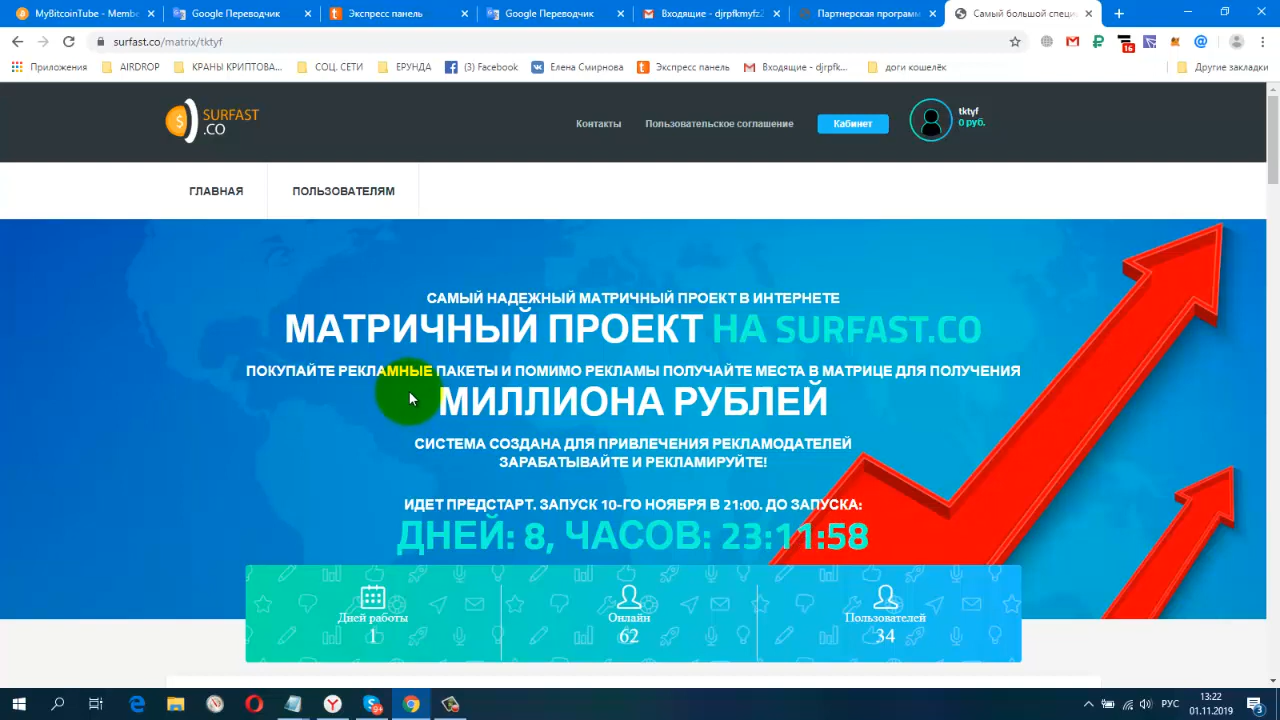 MyBitcoinTube - Membe
Google Переводчик
Экспресс панель
Google Переводчик
Входящие - djrpfkmyfz2
Партнерская программ
Самый большой специ
surfast.co/matrix/tktyf
16
Приложения
AIRDROP
КРАНЫ КРИПТОВА...
СОЦ. СЕТИ
ЕРУНДА
(3) Facebook
Елена Смирнова
Экспресс панель
Входящие - djrpfk...
доги кошелёк
Другие закладки
SURFAST
.CO
Контакты
Пользовательское соглашение
Кабинет
tktyf
0 руб.
ГЛАВНАЯ
ПОЛЬЗОВАТЕЛЯМ
САМЫЙ НАДЕЖНЫЙ МАТРИЧНЫЙ ПРОЕКТ В ИНТЕРНЕТЕ
МАТРИЧНЫЙ ПРОЕКТ НА SURFAST.CO
ПОКУПАЙТЕ РЕКЛАМНЫЕ ПАКЕТЫ И ПОМИМО РЕКЛАМЫ ПОЛУЧАЙТЕ МЕСТА В МАТРИЦЕ ДЛЯ ПОЛУЧЕНИЯ
МИЛЛИОНА РУБЛЕЙ
СИСТЕМА СОЗДАНА ДЛЯ ПРИВЛЕЧЕНИЯ РЕКЛАМОДАТЕЛЕЙ
ЗАРАБАТЫВАЙТЕ И РЕКЛАМИРУЙТЕ!
ИДЕТ ПРЕДСТАРТ. ЗАПУСК 10-ГО НОЯБРЯ В 21:00. ДО ЗАПУСКА:
ДНЕЙ: 8, ЧАСОВ: 23:11:58
Дней работы
1
Онлайн
62
Пользователей
34
РУС
13:22
01.11.2019
3